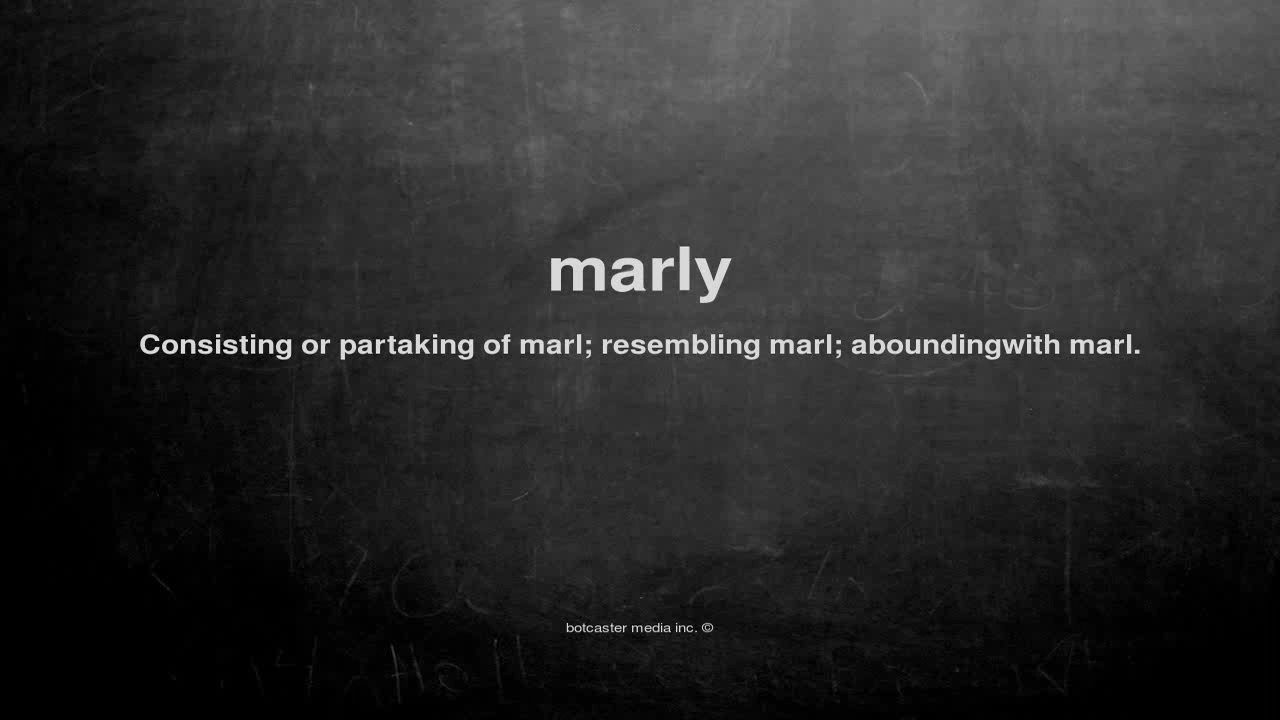 marly
Consisting or partaking of marl; resembling marl; aboundingwith marl.
botcaster media inc. ©